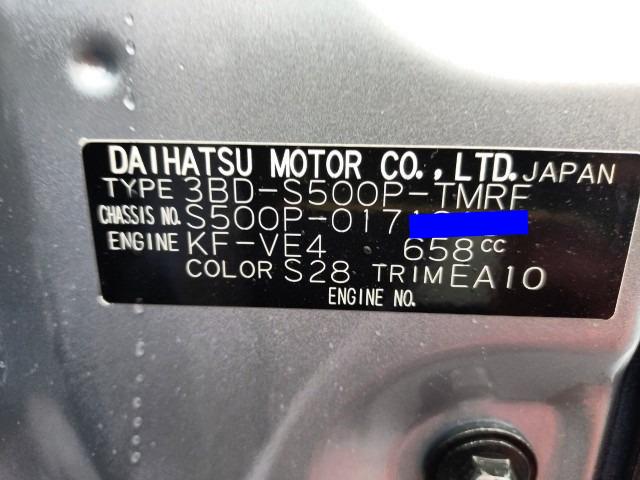 DAIHATSU MOTOR CO., LTD. JAPAN
TYPE 3BD-S500P-TMRF
CHASSIS NO. S500P-017
ENGINE KF-VE4 658cc
COLOR S28 TRIM EA10
ENGINE NO.